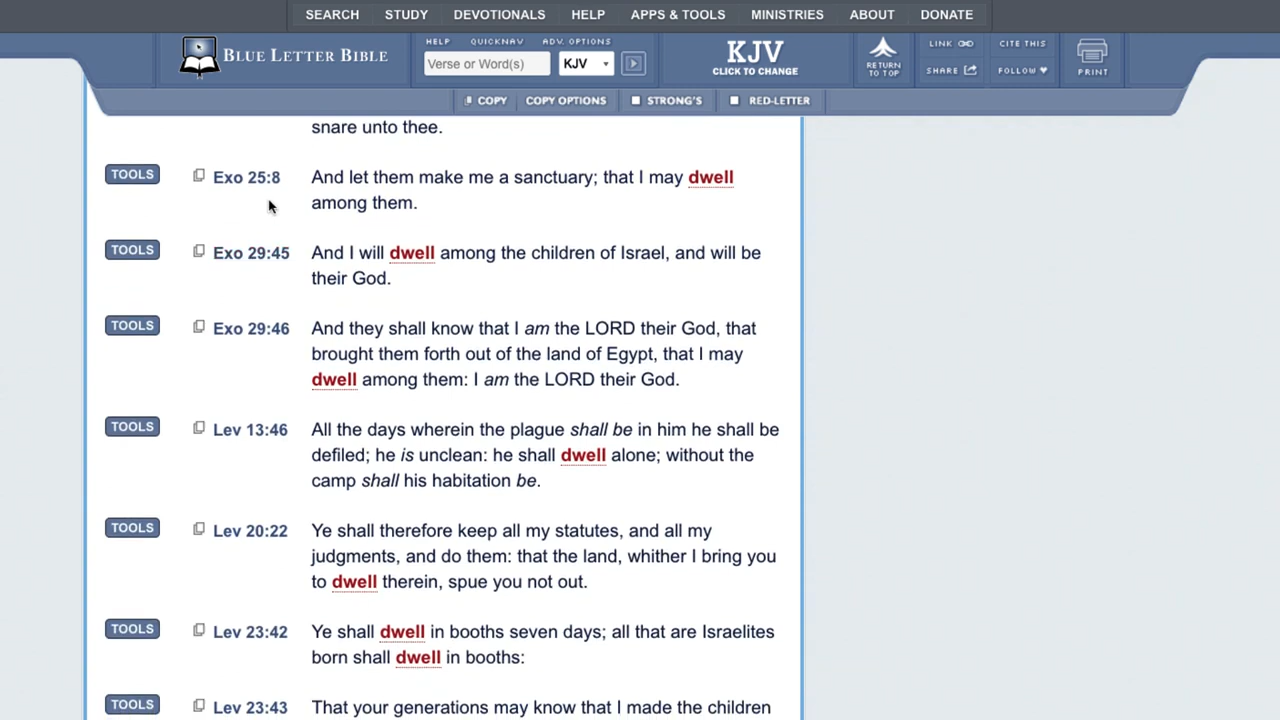 SEARCH STUDY DEVOTIONALS HELP APPS & TOOLS MINISTRIES ABOUT DONATE
BLUE LETTER BIBLE
HELP QUICKNAV ADV. OPTIONS
Verse or Word(s) KJV
KJV
CLICK TO CHANGE
RETURN
TO TOP
LINK CITE THIS
SHARE FOLLOW
PRINT
COPY COPY OPTIONS STRONG'S RED-LETTER
snare unto thee.
TOOLS Exo 25:8 And let them make me a sanctuary; that I may dwell
among them.
TOOLS Exo 29:45 And I will dwell among the children of Israel, and will be
their God.
TOOLS Exo 29:46 And they shall know that I am the LORD their God, that
brought them forth out of the land of Egypt, that I may
dwell among them: I am the LORD their God.
TOOLS Lev 13:46 All the days wherein the plague shall be in him he shall be
defiled; he is unclean: he shall dwell alone; without the
camp shall his habitation be.
TOOLS Lev 20:22 Ye shall therefore keep all my statutes, and all my
judgments, and do them: that the land, whither I bring you
to dwell therein, spue you not out.
TOOLS Lev 23:42 Ye shall dwell in booths seven days; all that are Israelites
born shall dwell in booths:
TOOLS Lev 23:43 That your generations may know that I made the children